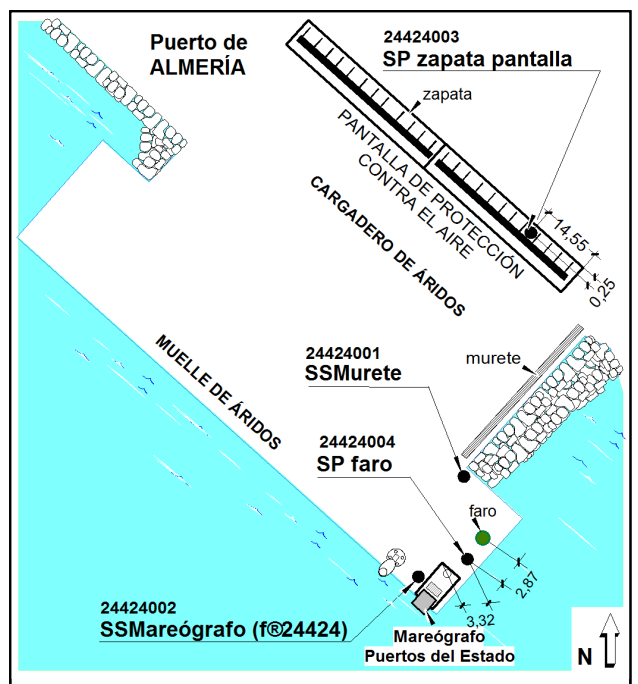 Puerto de
ALMERÍA
24424003
SP zapata pantalla
zapata
PANTALLA DE PROTECCIÓN
CONTRA EL AIRE
CARGADERO DE ÁRIDOS
14,55
0,25
MUELLE DE ÁRIDOS
24424001
SSMurete
murete
24424004
SP faro
faro
2,87
3,32
24424002
SSMareógrafo (f®24424)
Mareógrafo
Puertos del Estado
N